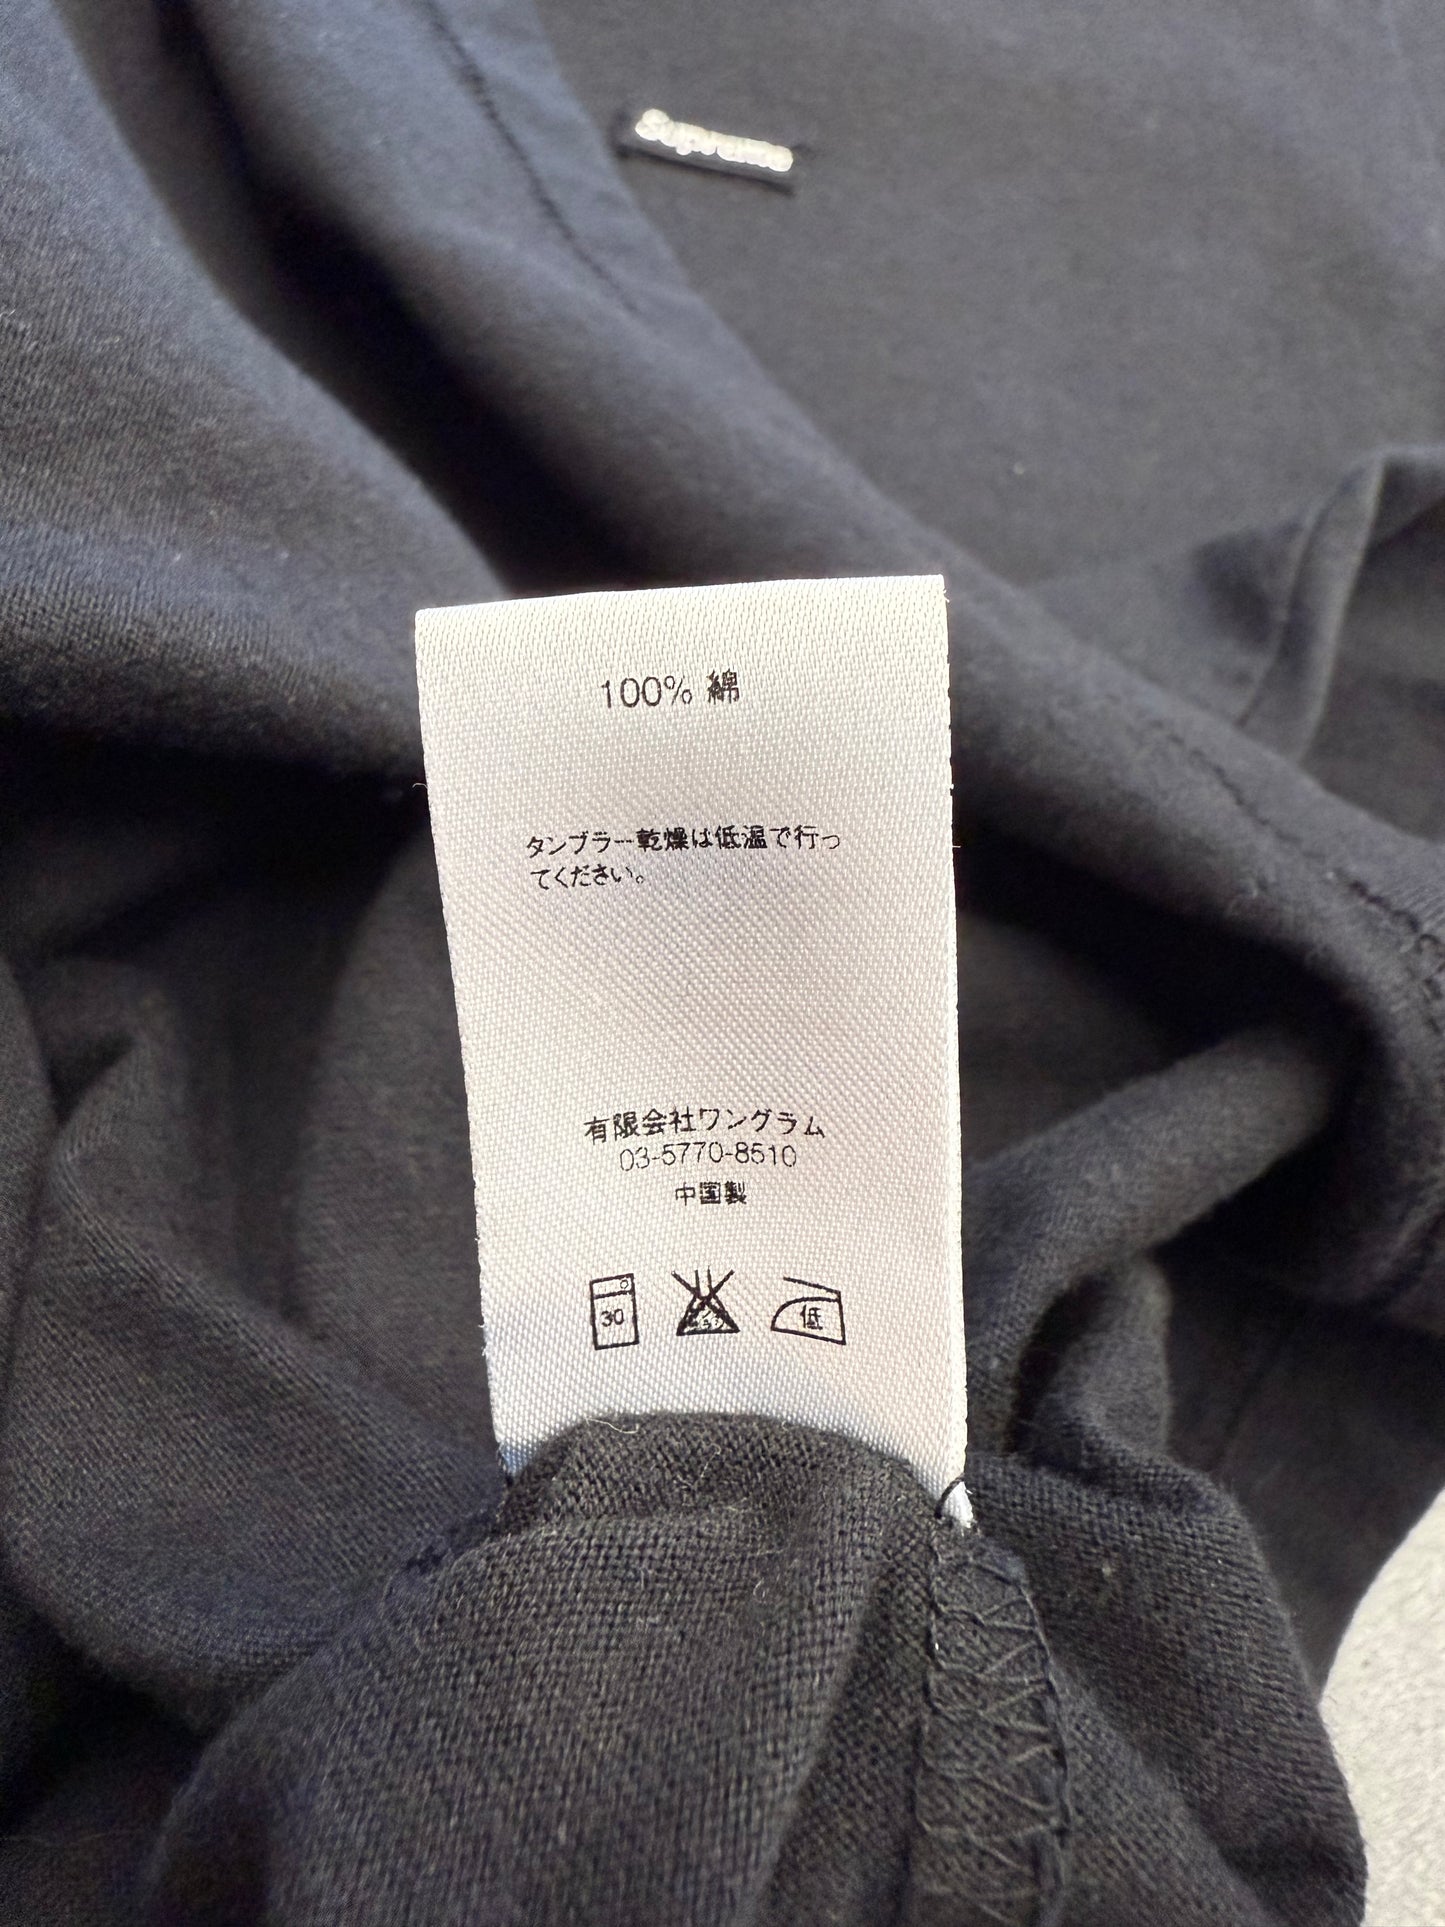 Supreme
100% 綿
タンブラー乾燥は低温で行っ
てください。
有限会社ワングラム
03-5770-8510
中国製
30
低